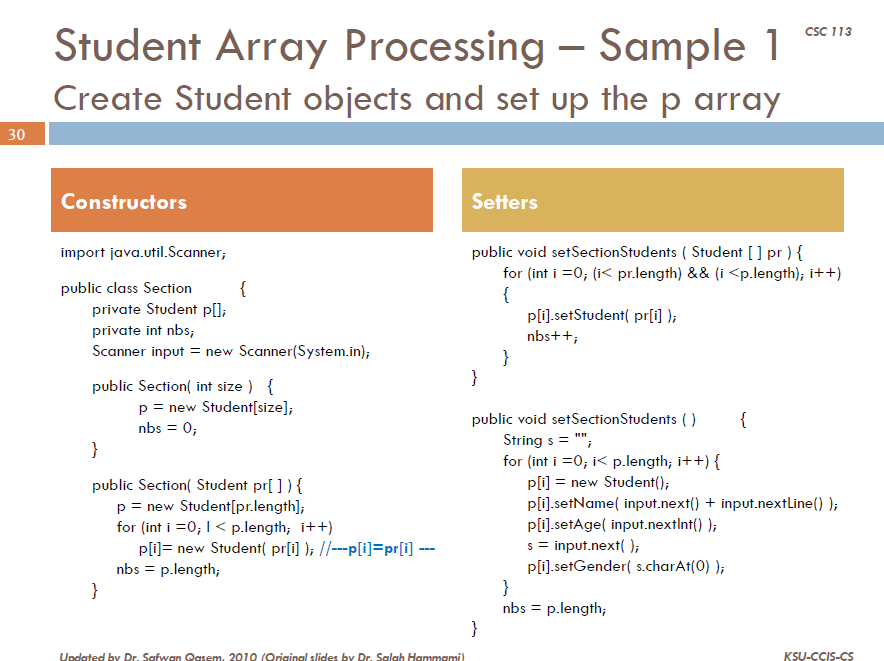 Student Array Processing – Sample 1
CSC 113
Create Student objects and set up the p array
30
Constructors
import java.util.Scanner;
public class Section {
private Student p[];
private int nbs;
Scanner input = new Scanner(System.in);
public Section( int size ) {
p = new Student[size];
nbs = 0;
}
public Section( Student pr[ ] ) {
p = new Student[pr.length];
for (int i =0; I < p.length; i++)
p[i]= new Student( pr[i] ); //---p[i]=pr[i] ---
nbs = p.length;
}
Setters
public void setSectionStudents ( Student [ ] pr ) {
for (int i =0; (i< pr.length) && (i <p.length); i++)
{
p[i].setStudent( pr[i] );
nbs++;
}
}
public void setSectionStudents ( ) {
String s = "";
for (int i =0; i< p.length; i++) {
p[i] = new Student();
p[i].setName( input.next() + input.nextLine() );
p[i].setAge( input.nextInt() );
s = input.next( );
p[i].setGender( s.charAt(0) );
}
nbs = p.length;
}
Updated by Dr. Safwan Qasem, 2010 (Original slides by Dr. Salah Hammami)
KSU-CCIS-CS